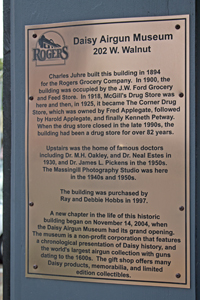 ROGERS
Daisy Airgun Museum
202 W. Walnut
Charles Juhre built this building in 1894
for the Rogers Grocery Company. In 1900, the
building was occupied by the J.W. Ford Grocery
and Feed Store. In 1918, McGill's Drug Store was
here and then, in 1925, it became The Corner Drug
Store, which was owned by Fred Applegate, followed
by Harold Applegate, and finally Kenneth Petway.
When the drug store closed in the late 1990s, the
building had been a drug store for over 82 years.
Upstairs was the home of famous doctors
including Dr. M.H. Oakley, and Dr. Neal Estes in
1938, and Dr. James L. Pickens in the 1950s.
The Massingill Photography Studio was here
in the 1940s and 1950s.
The building was purchased by
Ray and Debbie Hobbs in 1997.
A new chapter in the life of this historic
building began on November 14, 2004, when
the Daisy Airgun Museum had its grand opening.
The museum is a non-profit corporation that features
a chronological presentation of Daisy history, and
the world's largest airgun collection with guns
dating to the 1600s. The gift shop offers many
Daisy products, memorabilia, and limited
edition collectibles.